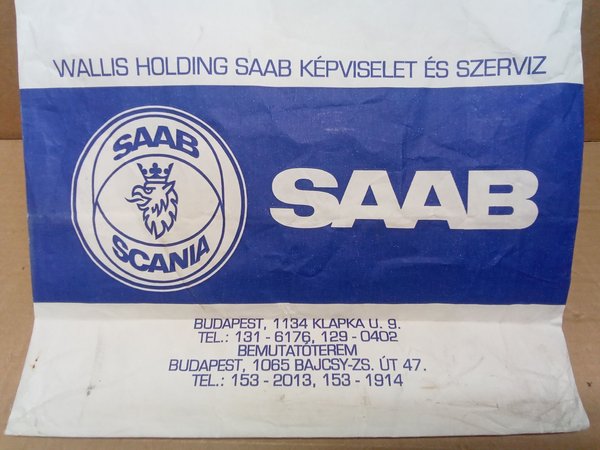 WALLIS HOLDING SAAB KÉPVISELET ÉS SZERVIZ
SAAB
SCANIA
SAAB
BUDAPEST, 1134 KLAPKA U. 9.
TEL.: 131 - 6176, 129 - 0402
BEMUTATÓTEREM
BUDAPEST, 1065 BAJCSY-ZS. ÚT 47.
TEL.: 153 - 2013, 153 - 1914